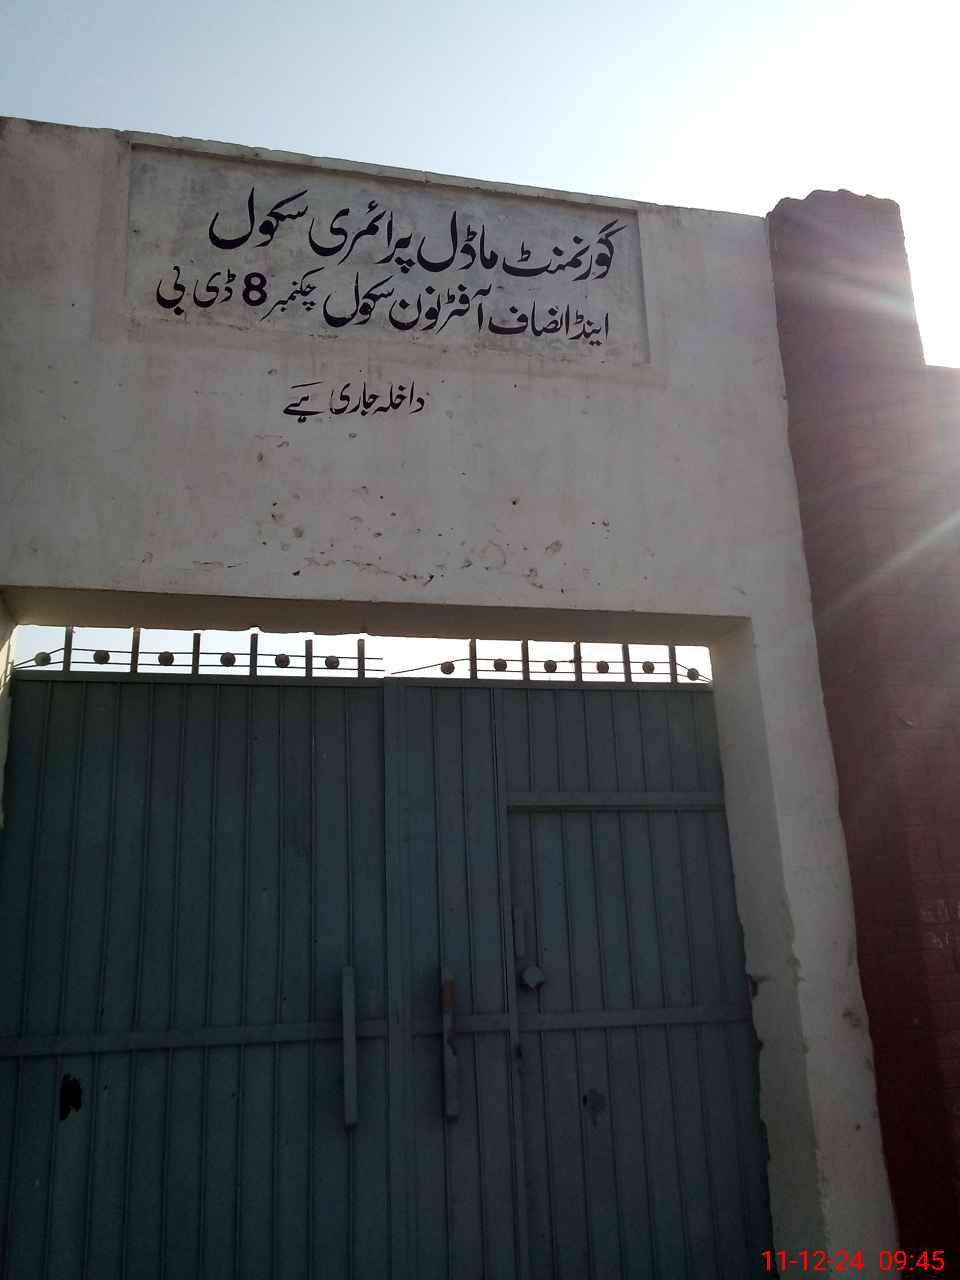 گورنمنٹ ماڈل پرائمری سکول
اینڈ انصاف آفٹرنون سکول چکنمبر 8 ڈی بی
داخلہ جاری ہے
11-12-24 09:45